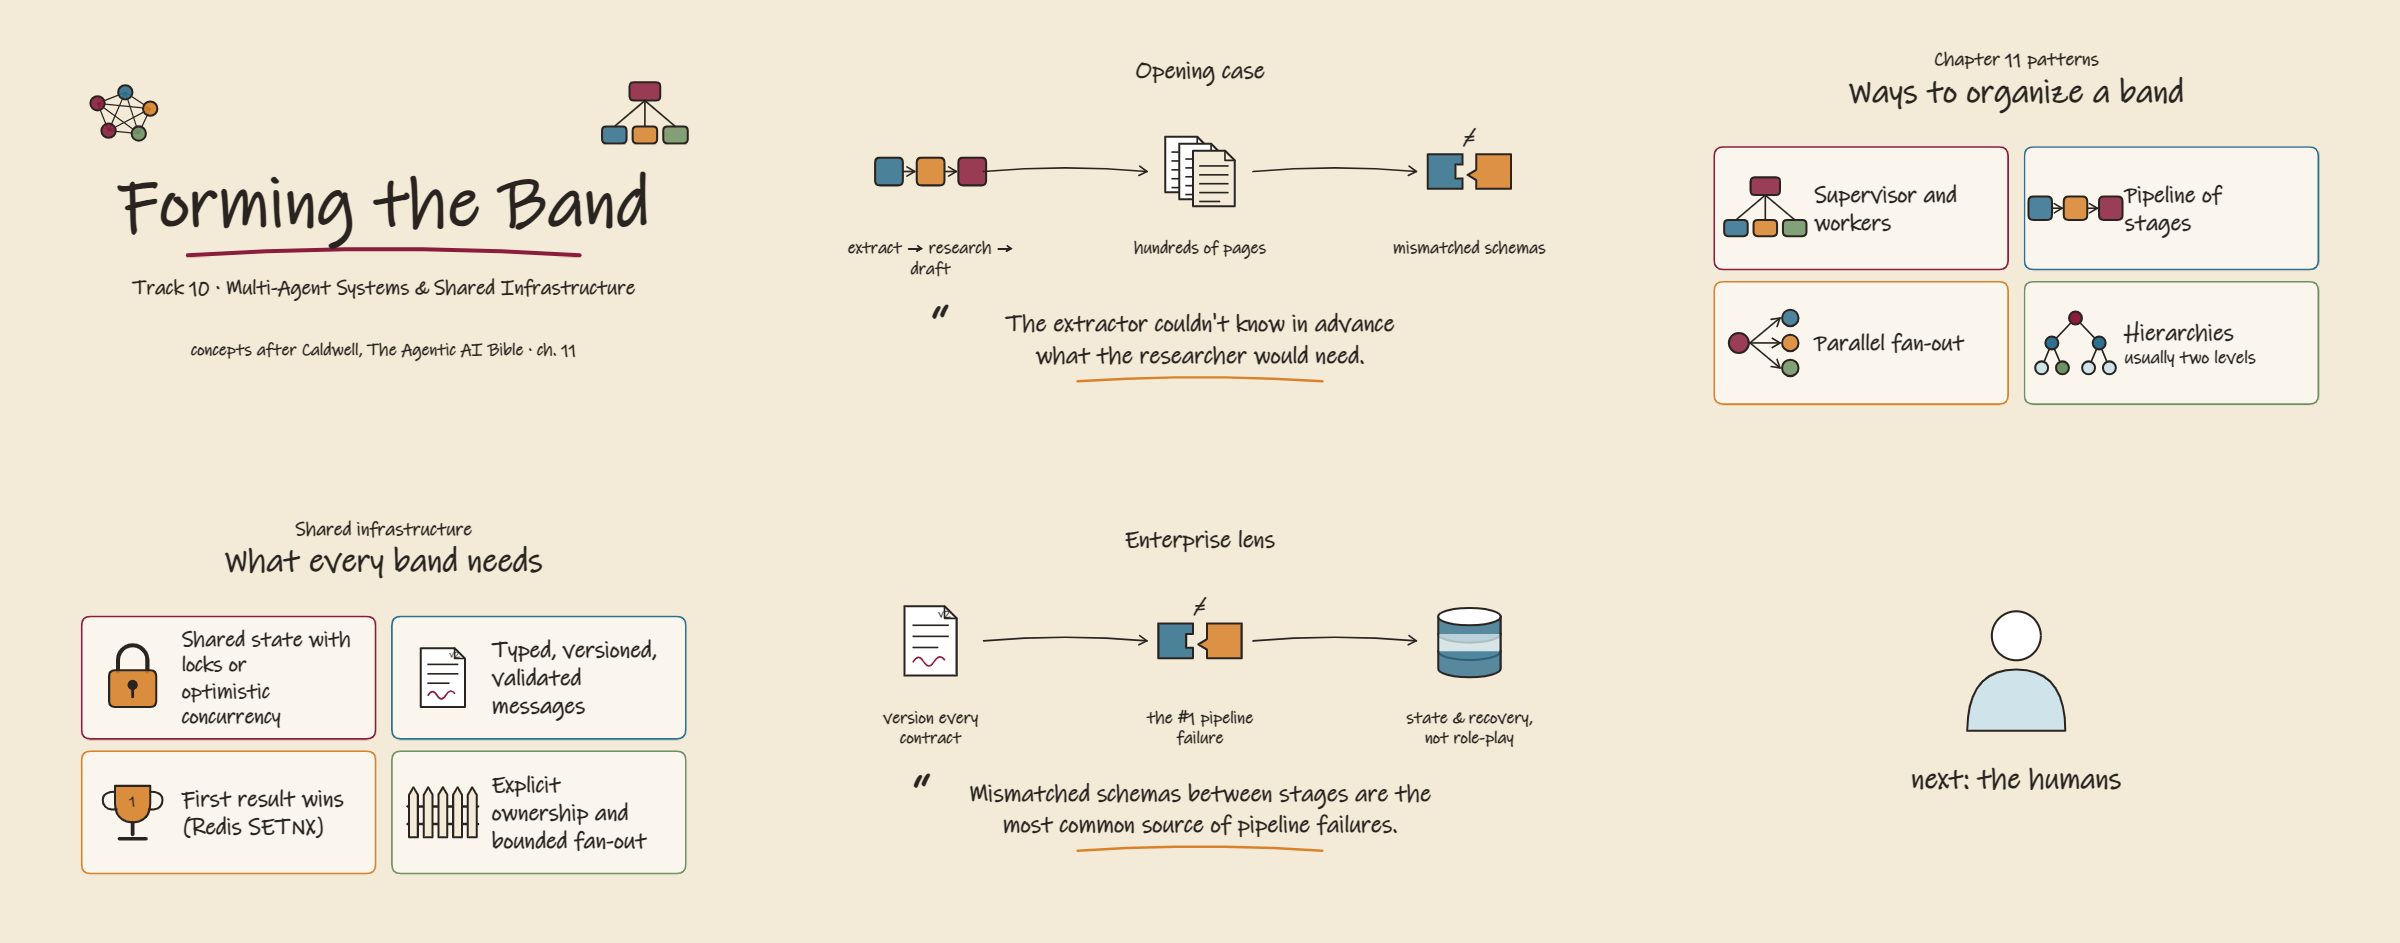 Forming the Band
Track 10 · Multi-Agent Systems & Shared Infrastructure
concepts after Caldwell, The Agentic AI Bible · ch. 11
Opening case
≠
extract → research →
draft
hundreds of pages
mismatched schemas
“
The extractor couldn't know in advance
what the researcher would need.
Chapter 11 patterns
Ways to organize a band
Supervisor and
workers
Pipeline of
stages
Parallel fan-out
Hierarchies
usually two levels
Shared infrastructure
What every band needs
Shared state with
locks or
optimistic
concurrency
v2
Typed, versioned,
validated
messages
1
First result wins
(Redis SETNX)
Explicit
ownership and
bounded fan-out
Enterprise lens
v2
≠
version every
contract
the #1 pipeline
failure
state & recovery,
not role-play
“
Mismatched schemas between stages are the
most common source of pipeline failures.
next: the humans